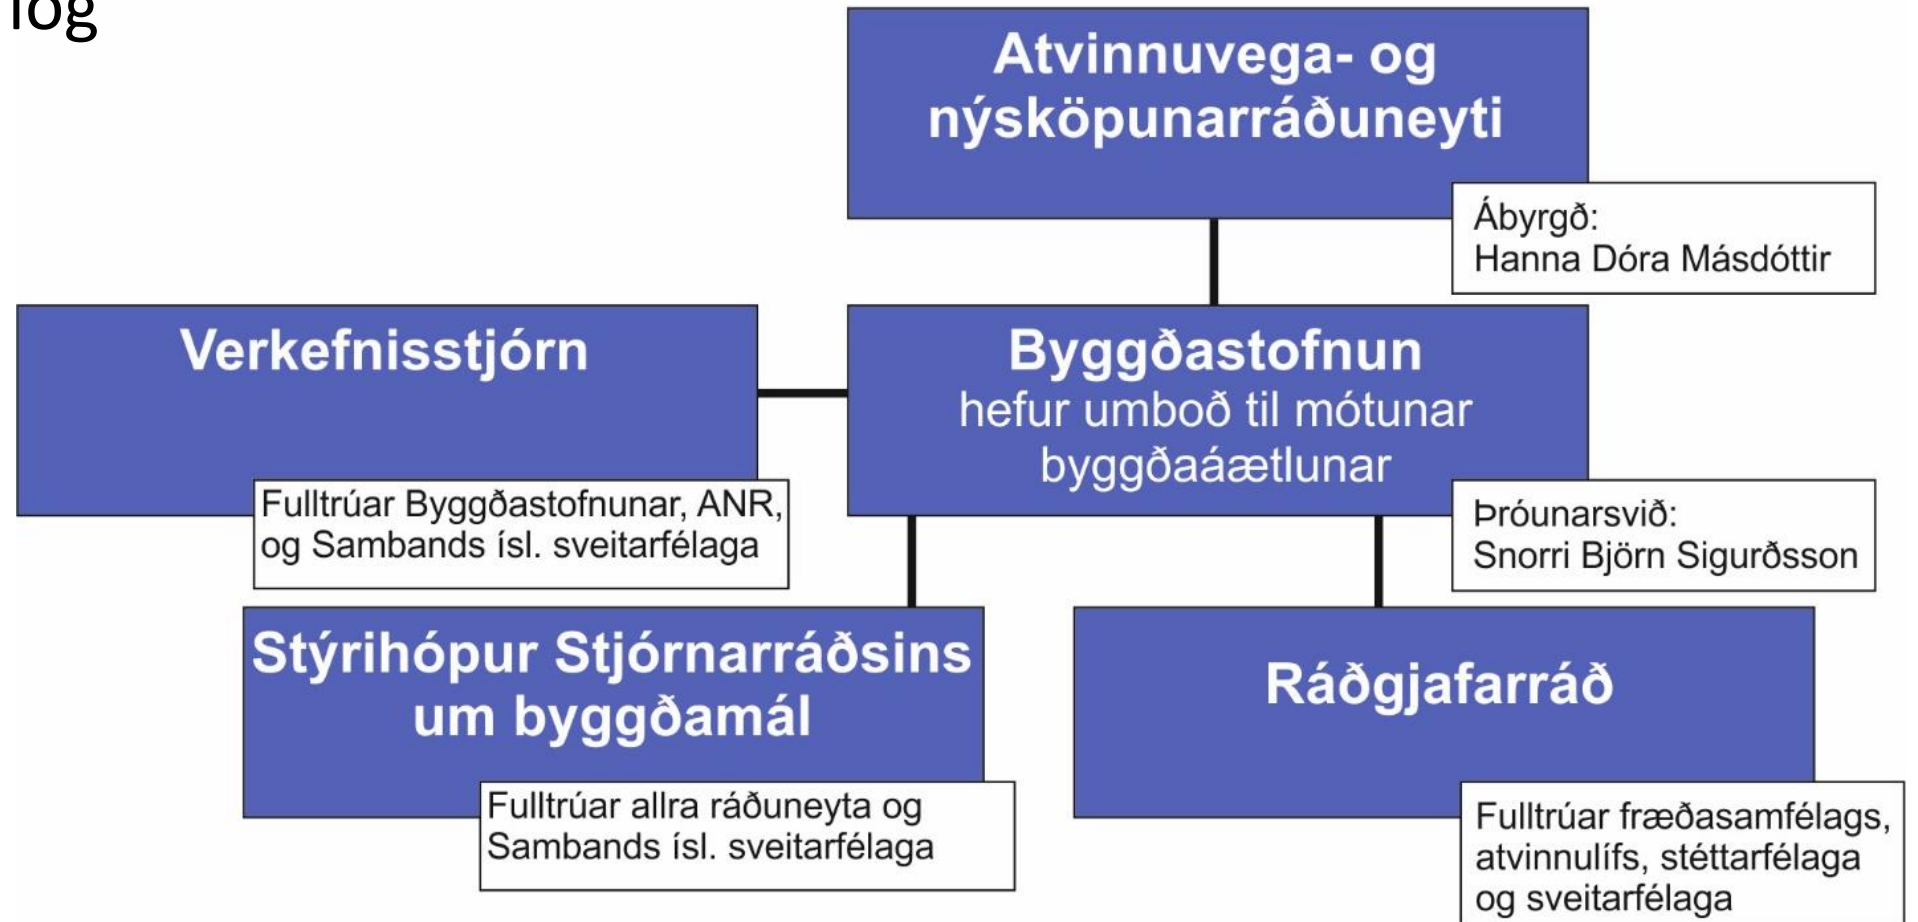 lög
Atvinnuvega- og
nýsköpunarráðuneyti
Ábyrgð:
Hanna Dóra Másdóttir
Verkefnisstjórn
Fulltrúar Byggðastofnunar, ANR,
og Sambands ísl. sveitarfélaga
Byggðastofnun
hefur umboð til mótunar
byggðaáætlunar
Þróunarsvið:
Snorri Björn Sigurðsson
Stýrihópur Stjórnarráðsins
um byggðamál
Fulltrúar allra ráðuneyta og
Sambands ísl. sveitarfélaga
Ráðgjafarráð
Fulltrúar fræðasamfélags,
atvinnulífs, stéttarfélaga
og sveitarfélaga